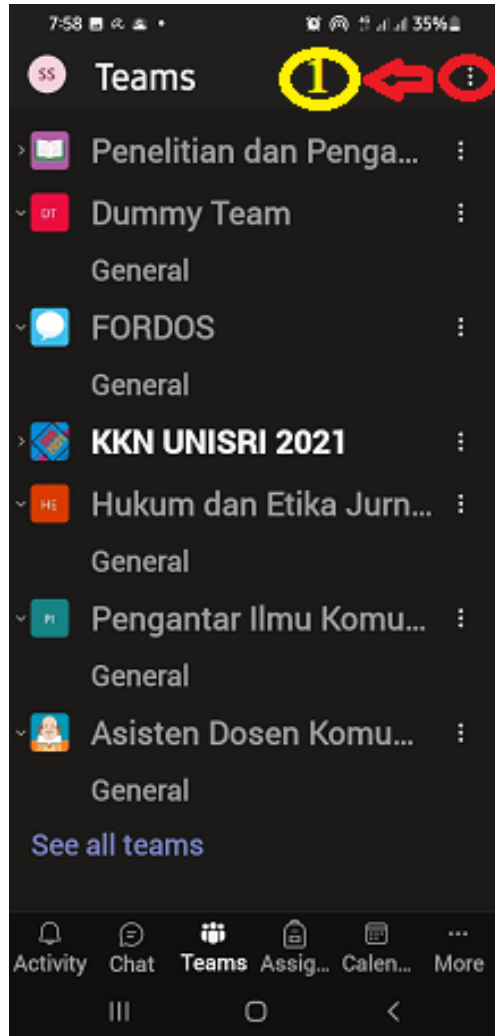 7:58 35%
SS Teams 1
Penelitian dan Penga...
DT Dummy Team
General
FORDOS
General
KKN UNISRI 2021
HE Hukum dan Etika Jurn...
General
PI Pengantar Ilmu Komu...
General
Asisten Dosen Komu...
General
See all teams
Activity Chat Teams Assig... Calen... More